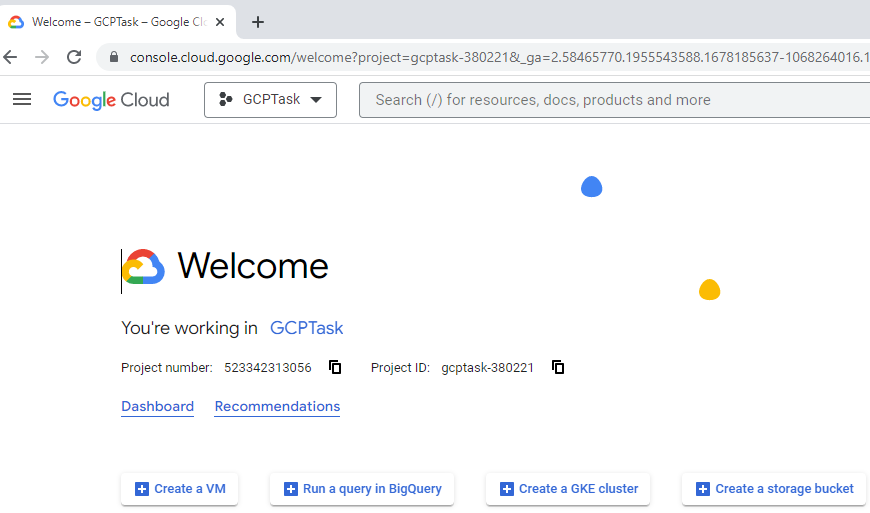 Welcome – GCPTask – Google Clo
console.cloud.google.com/welcome?project=gcptask-380221&_ga=2.58465770.1955543588.1678185637-1068264016.1
Google Cloud GCPTask Search (/) for resources, docs, products and more
Welcome
You're working in GCPTask
Project number: 523342313056 Project ID: gcptask-380221
Dashboard Recommendations
Create a VM Run a query in BigQuery Create a GKE cluster Create a storage bucket